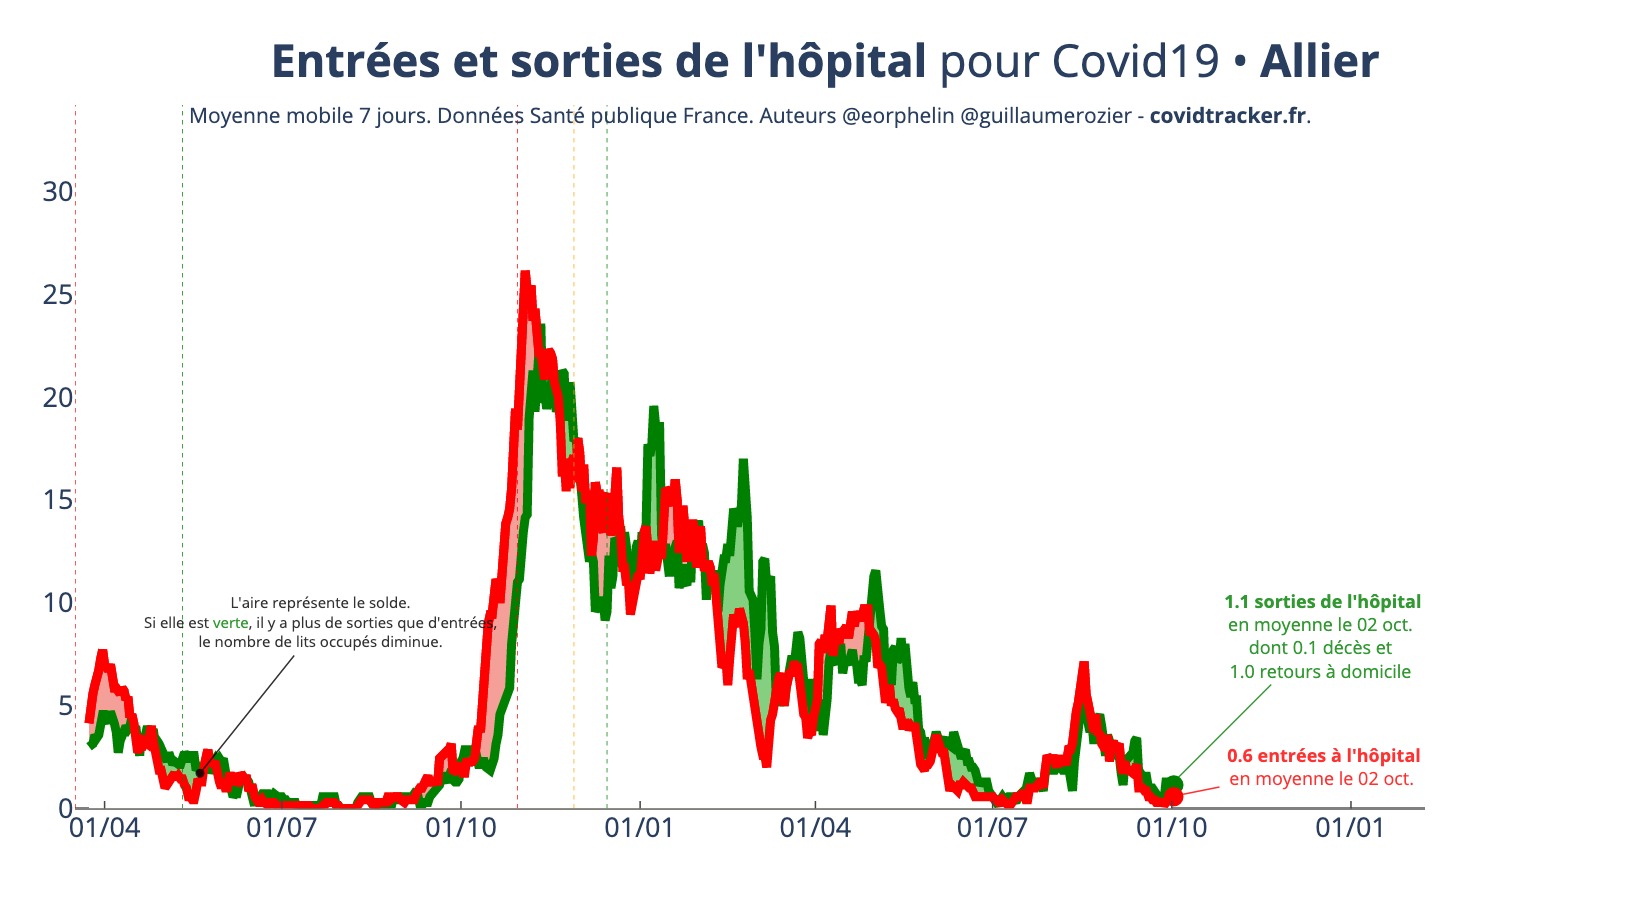 Entrées et sorties de l'hôpital pour Covid19 • Allier
Moyenne mobile 7 jours. Données Santé publique France. Auteurs @eorphelin @guillaumerozier - covidtracker.fr.
30
25
20
15
10
5
0
L'aire représente le solde.
Si elle est verte, il y a plus de sorties que d'entrées,
le nombre de lits occupés diminue.
1.1 sorties de l'hôpital
en moyenne le 02 oct.
dont 0.1 décès et
1.0 retours à domicile
0.6 entrées à l'hôpital
en moyenne le 02 oct.
01/04 01/07 01/10 01/01 01/04 01/07 01/10 01/01